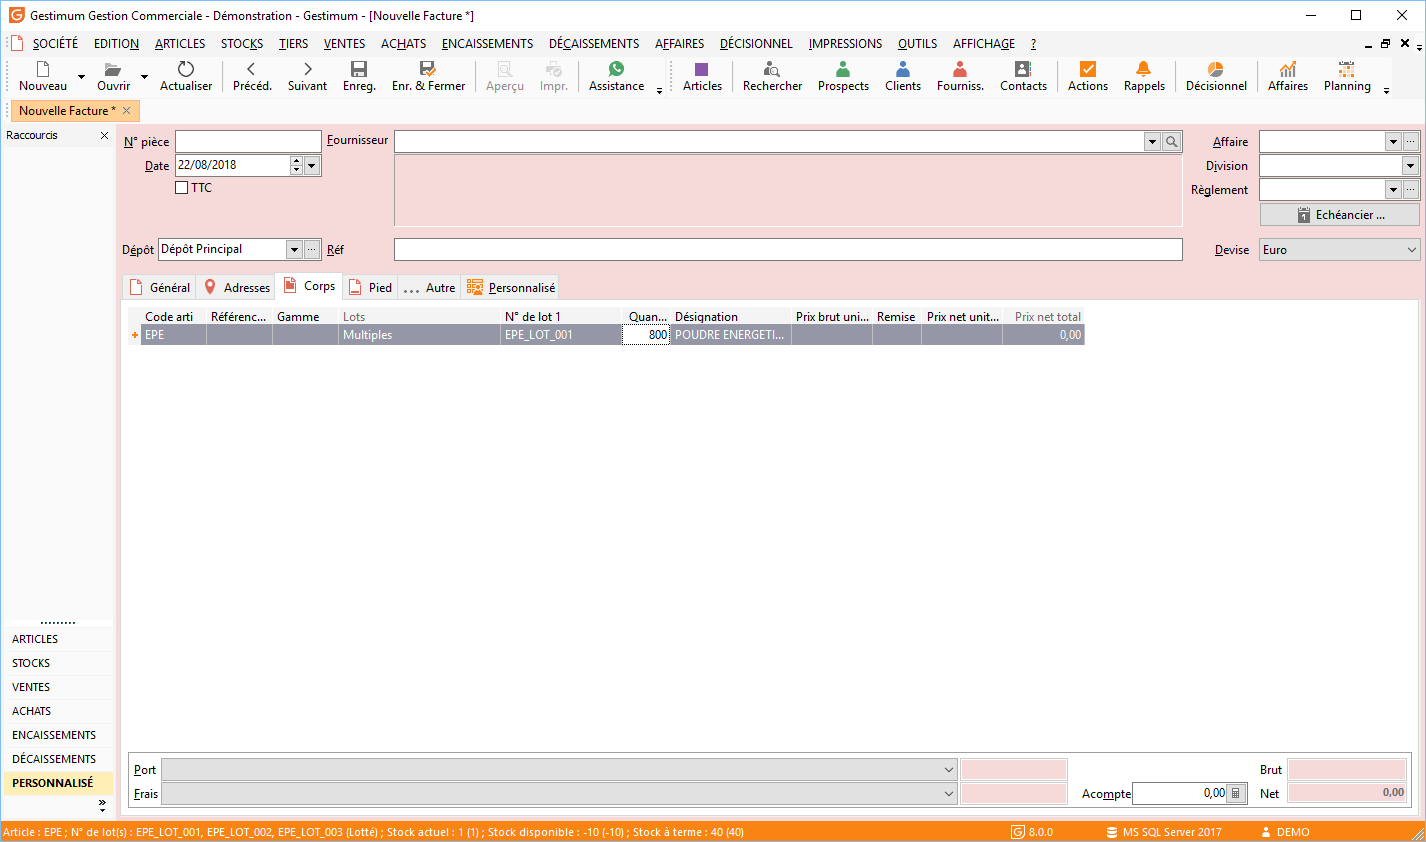 Gestimum Gestion Commerciale - Démonstration - Gestimum - [Nouvelle Facture *]
SOCIÉTÉ EDITION ARTICLES STOCKS TIERS VENTES ACHATS ENCAISSEMENTS DÉCAISSEMENTS AFFAIRES DÉCISIONNEL IMPRESSIONS OUTILS AFFICHAGE ?
Nouveau Ouvrir Actualiser Précéd. Suivant Enreg. Enr. & Fermer Aperçu Impr. Assistance Articles Rechercher Prospects Clients Fourniss. Contacts Actions Rappels Décisionnel Affaires Planning
Nouvelle Facture *
Raccourcis
N° pièce Fournisseur Affaire
Date 22/08/2018 Division
TTC Règlement
1 Echéancier ...
Dépôt Dépôt Principal ... Réf Devise Euro
Général Adresses Corps Pied ... Autre Personnalisé
Code arti Référenc... Gamme Lots N° de lot 1 Quan... Désignation Prix brut uni... Remise Prix net unit... Prix net total
EPE Multiples EPE_LOT_001 800 POUDRE ENERGETI... 0,00
ARTICLES
STOCKS
VENTES
ACHATS
ENCAISSEMENTS
DÉCAISSEMENTS
PERSONNALISÉ
Port Brut
Frais Acompte 0,00 Net 0,00
Article : EPE ; N° de lot(s) : EPE_LOT_001, EPE_LOT_002, EPE_LOT_003 (Lotté) ; Stock actuel : 1 (1) ; Stock disponible : -10 (-10) ; Stock à terme : 40 (40) 8.0.0 MS SQL Server 2017 DEMO